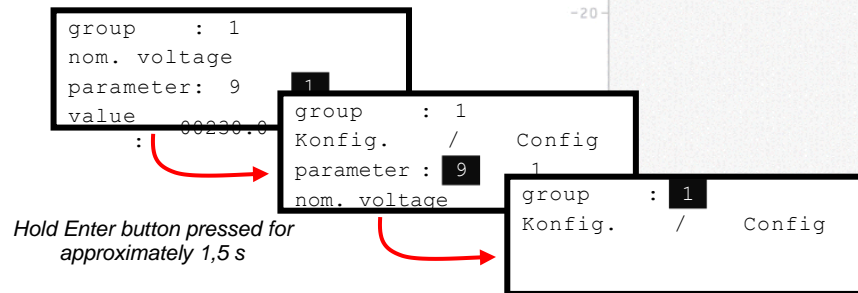 -20-
group : 1
nom. voltage
parameter: 9 1
value : 00230.0
group : 1
Konfig. / Config
parameter : 9 1
nom. voltage
group : 1
Konfig. / Config
Hold Enter button pressed for
approximately 1,5 s